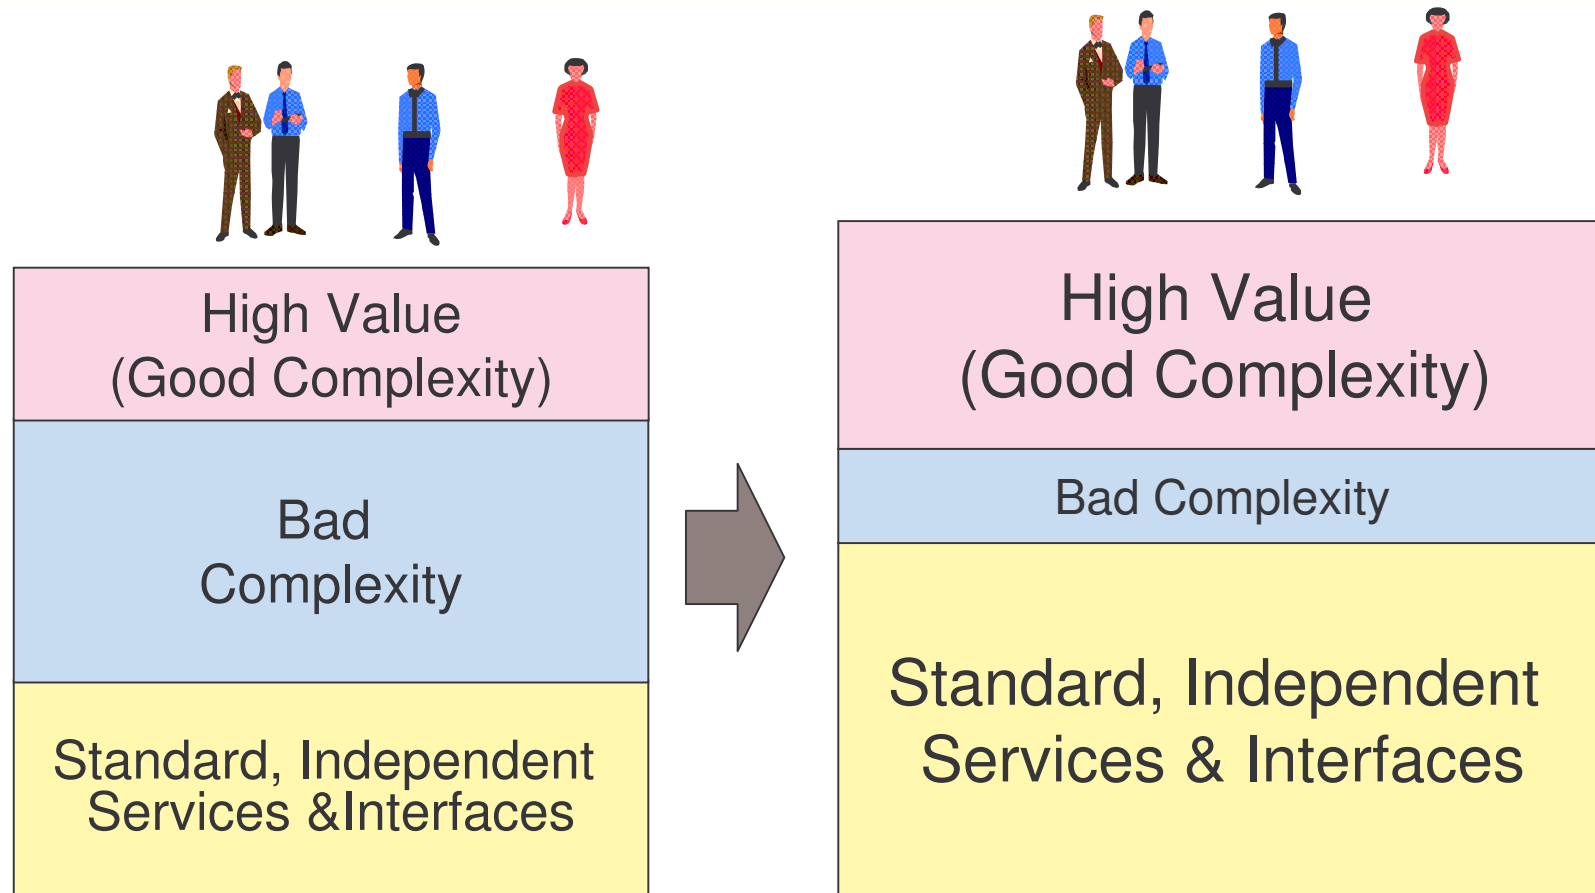 High Value
(Good Complexity)
Bad
Complexity
Standard, Independent
Services &Interfaces
High Value
(Good Complexity)
Bad Complexity
Standard, Independent
Services & Interfaces